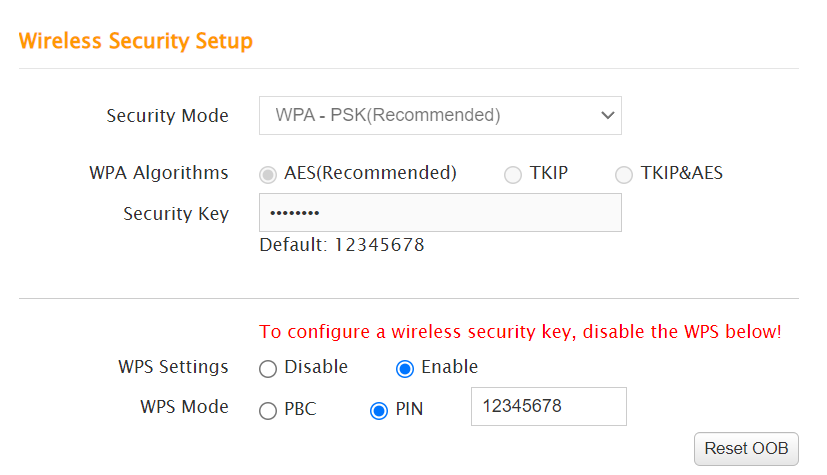 Wireless Security Setup
Security Mode WPA - PSK(Recommended)
WPA Algorithms AES(Recommended) TKIP TKIP&AES
Security Key ••••••••
Default: 12345678
To configure a wireless security key, disable the WPS below!
WPS Settings Disable Enable
WPS Mode PBC PIN 12345678
Reset OOB